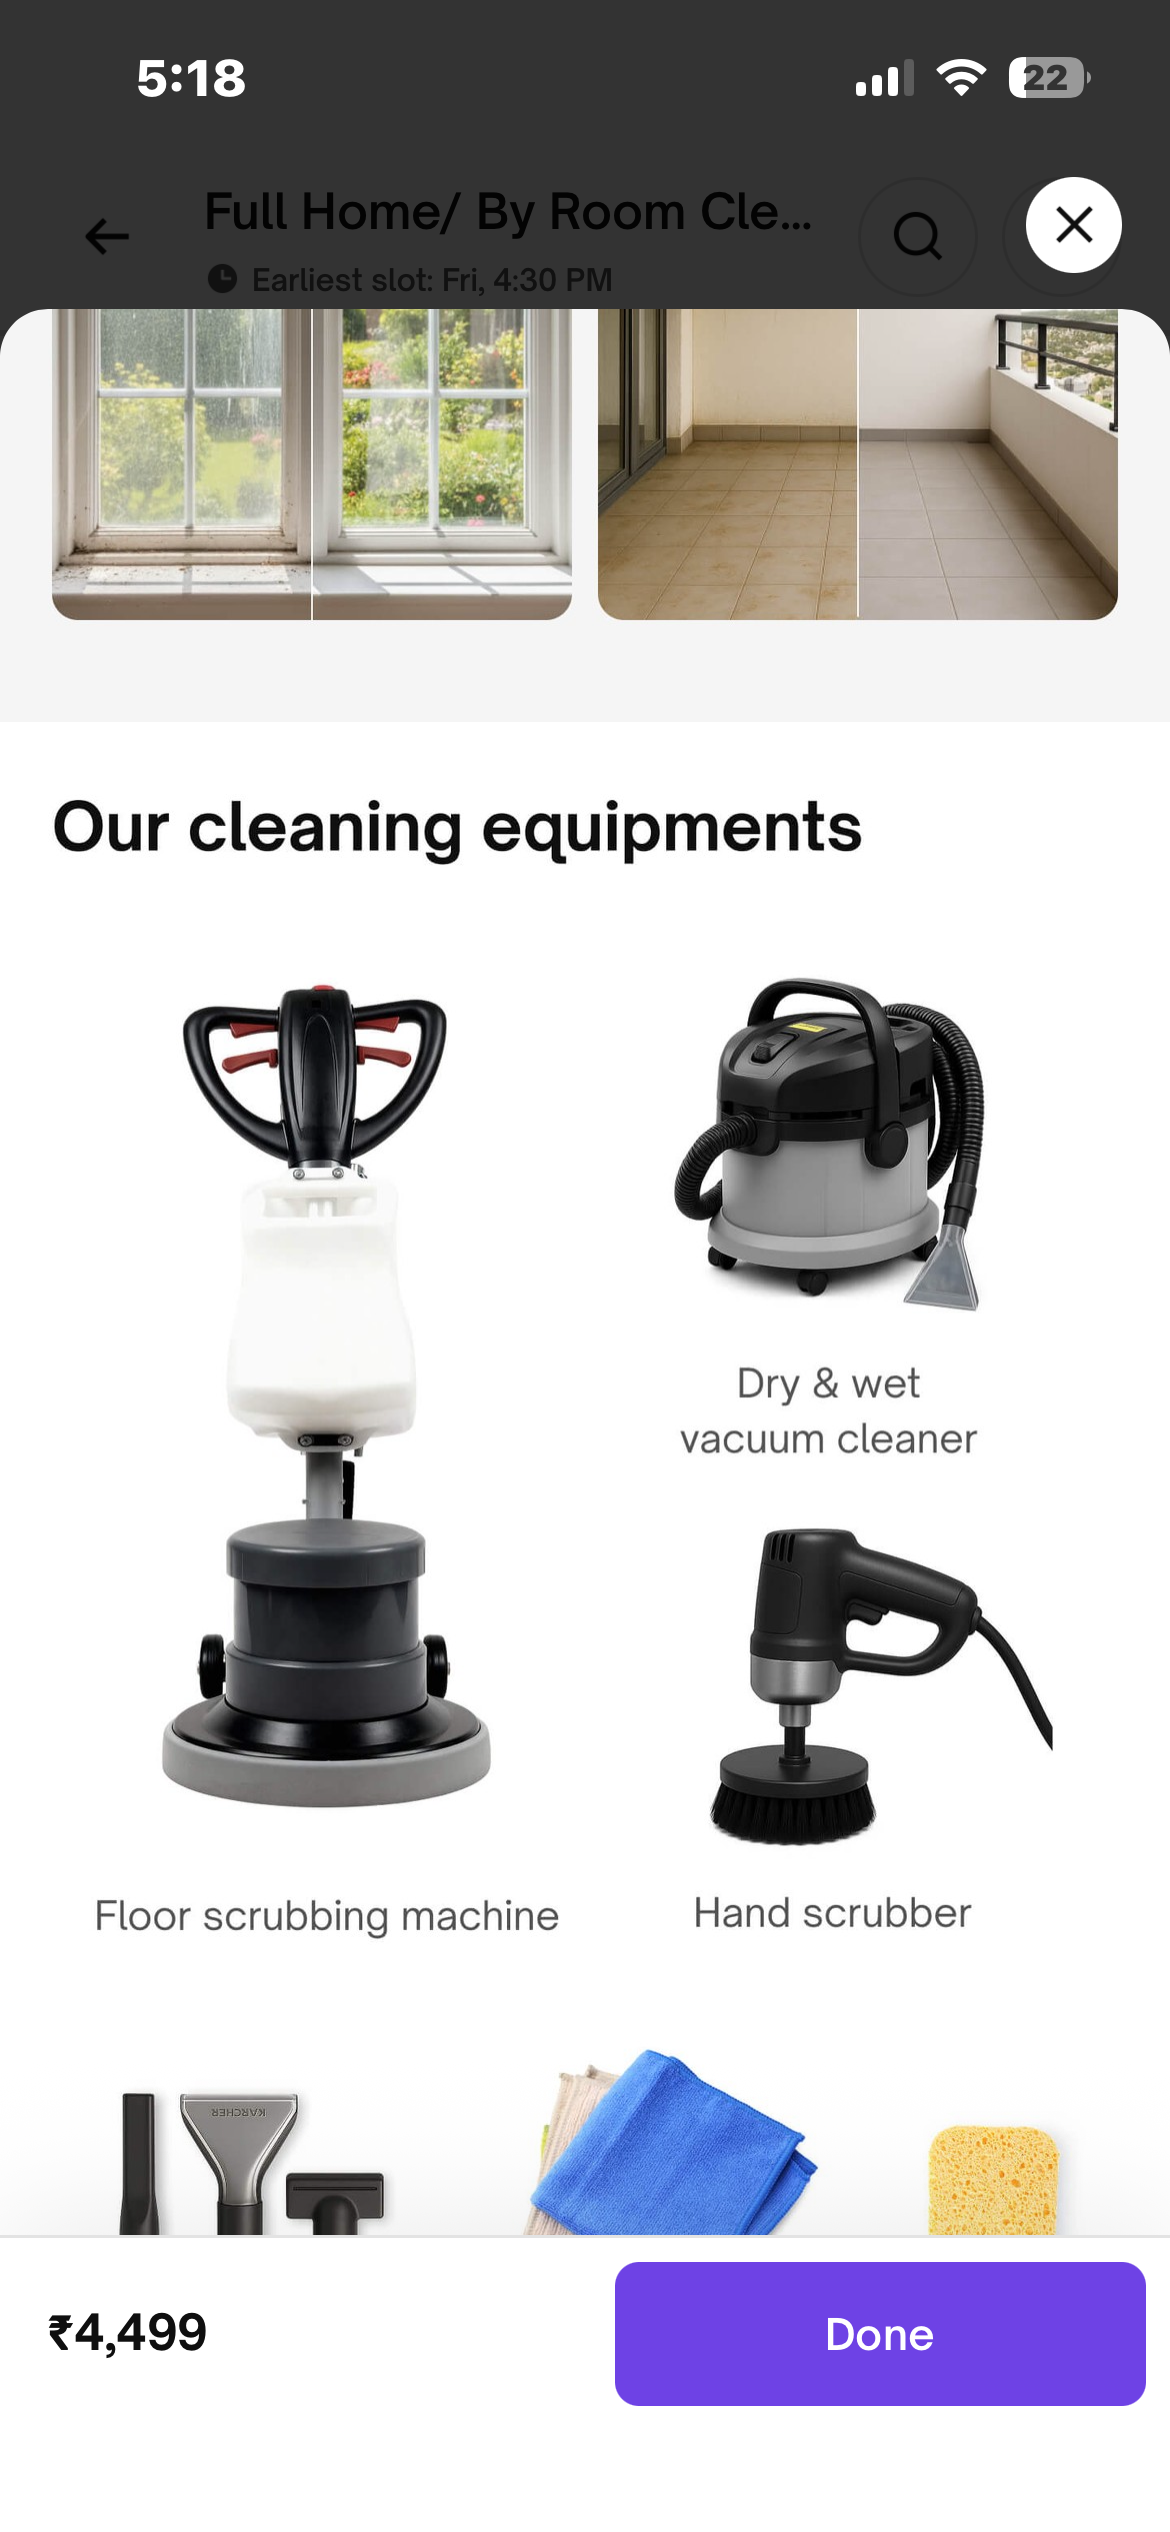 5:18
22
Full Home/ By Room Cle...
Earliest slot: Fri, 4:30 PM
Our cleaning equipments
Dry & wet
vacuum cleaner
Floor scrubbing machine
Hand scrubber
KARCHER
₹4,499
Done